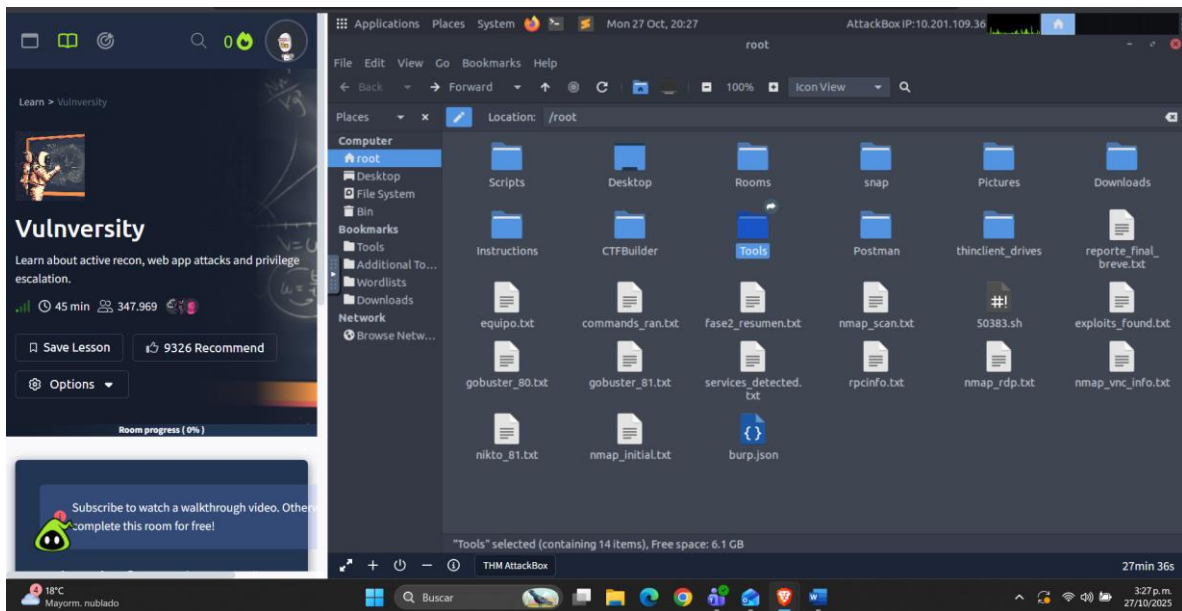 0
Learn > Vulnversity
Vulnversity
Learn about active recon, web app attacks and privilege
escalation.
45 min 347.969
Save Lesson 9326 Recommend
Options
Room progress ( 0% )
Subscribe to watch a walkthrough video. Otherw
complete this room for free!
Applications Places System Mon 27 Oct, 20:27 AttackBox IP:10.201.109.36
root
File Edit View Go Bookmarks Help
Back Forward 100% Icon View
Places Location: /root
Computer
root
Desktop
File System
Bin
Bookmarks
Tools
Additional To...
Wordlists
Downloads
Network
Browse Netw...
Scripts Desktop Rooms snap Pictures Downloads
Instructions CTFBuilder Tools Postman thinclient_drives reporte_final_
breve.txt
equipo.txt commands_ran.txt fase2_resumen.txt nmap_scan.txt 50383.sh exploits_found.txt
gobuster_80.txt gobuster_81.txt services_detected.
txt rpcinfo.txt nmap_rdp.txt nmap_vnc_info.txt
nikto_81.txt nmap_initial.txt burp.json
"Tools" selected (containing 14 items), Free space: 6.1 GB
THM AttackBox 27min 36s
18°C
Mayorm. nublado
Buscar
3:27 p.m.
27/10/2025